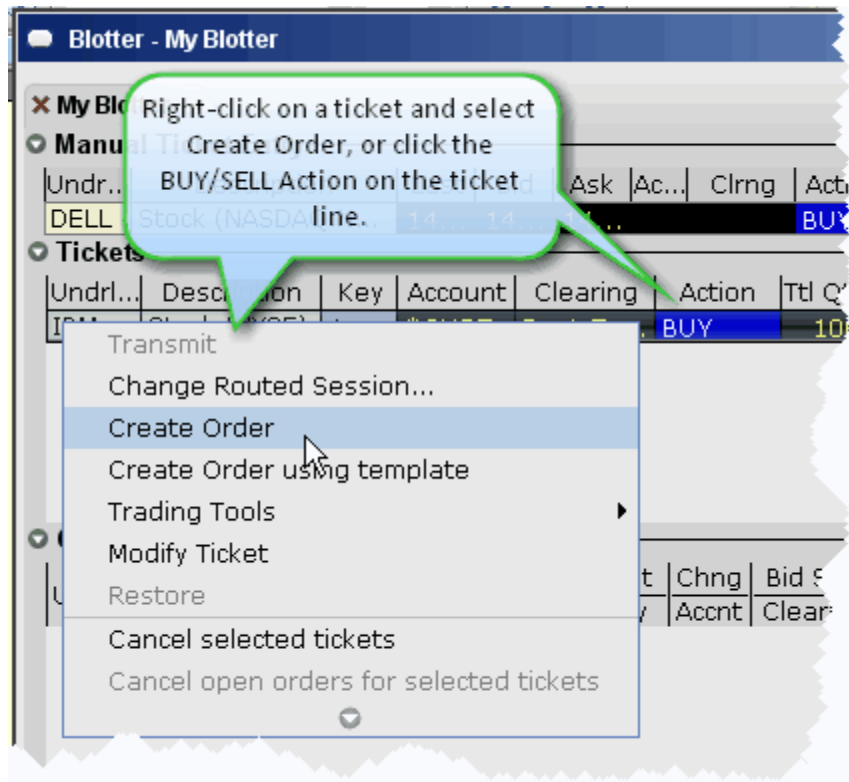 Blotter - My Blotter
My Blo
Right-click on a ticket and select
Create Order, or click the
BUY/SELL Action on the ticket
line.
Manual
Undr... Ask Ac... Clrng Acti
DELL Stock (NASDA BUY
Tickets
Undrl... Description Key Account Clearing Action Ttl Q
BUY 10
Transmit
Change Routed Session...
Create Order
Create Order using template
Trading Tools
Modify Ticket
Restore
Cancel selected tickets
Cancel open orders for selected tickets
Chng Bid S
Accnt Clear